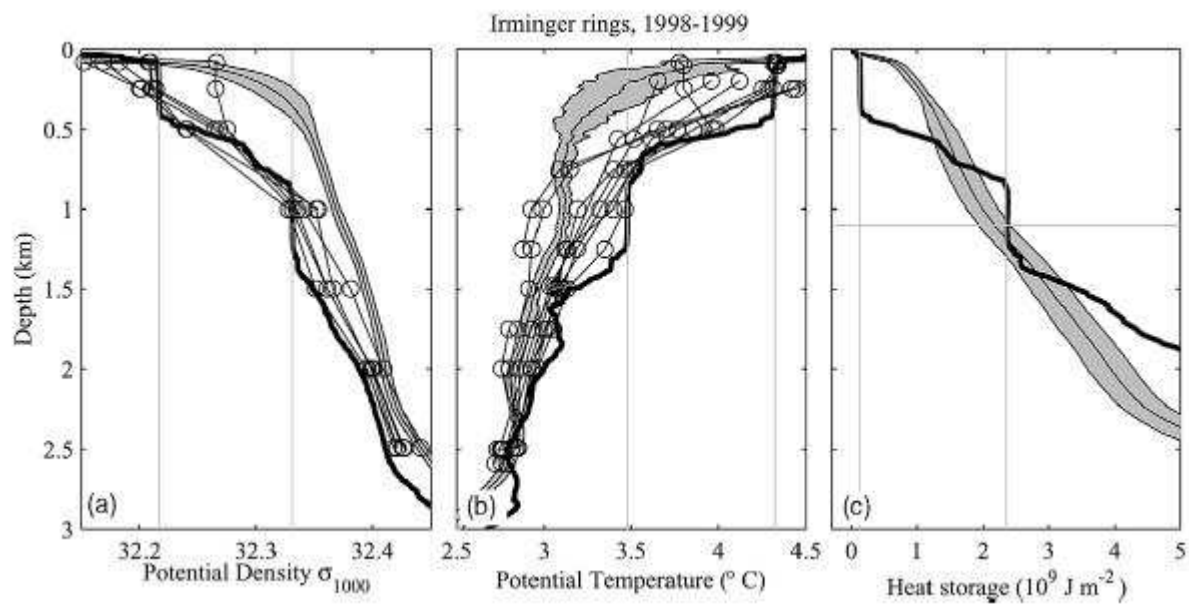 Irminger rings, 1998-1999
0
0.5
1
1.5
2
2.5
3
Depth (km)
(a)
(b)
(c)
32.2 32.3 32.4
2.5 3 3.5 4 4.5
0 1 2 3 4 5
Potential Density σ1000
Potential Temperature (° C)
Heat storage (10⁹ J m⁻²)